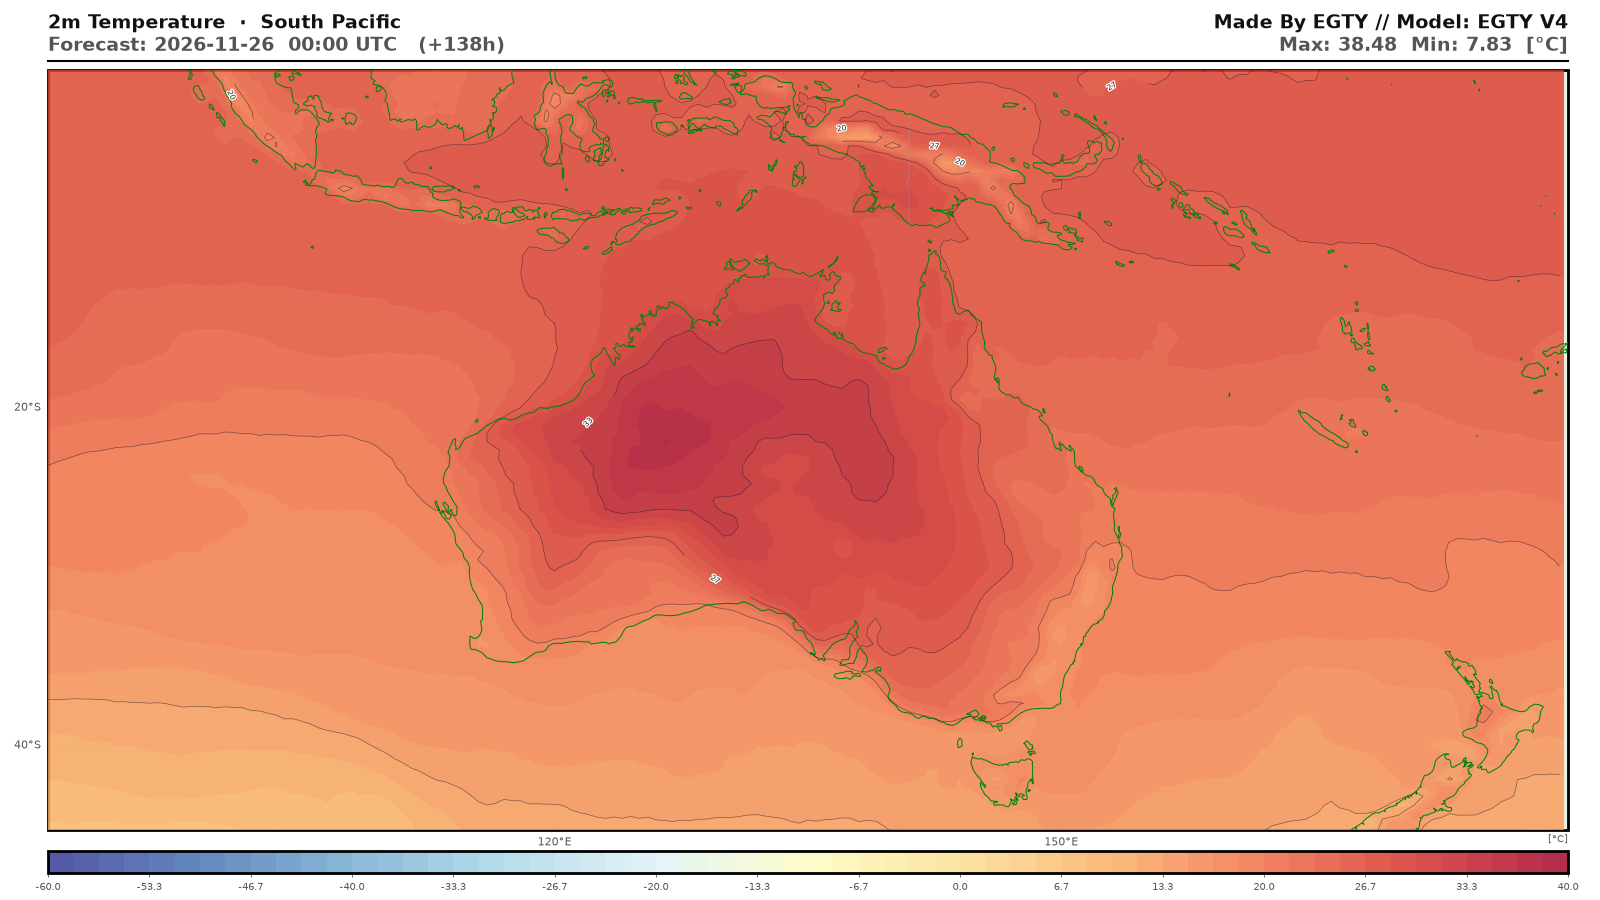 2m Temperature · South Pacific
Made By EGTY // Model: EGTY V4
Forecast: 2026-11-26 00:00 UTC (+138h)
Max: 38.48 Min: 7.83 [°C]
27
20
20
27
20
20°S
33
27
40°S
120°E
150°E
[°C]
-60.0
-53.3
-46.7
-40.0
-33.3
-26.7
-20.0
-13.3
-6.7
0.0
6.7
13.3
20.0
26.7
33.3
40.0